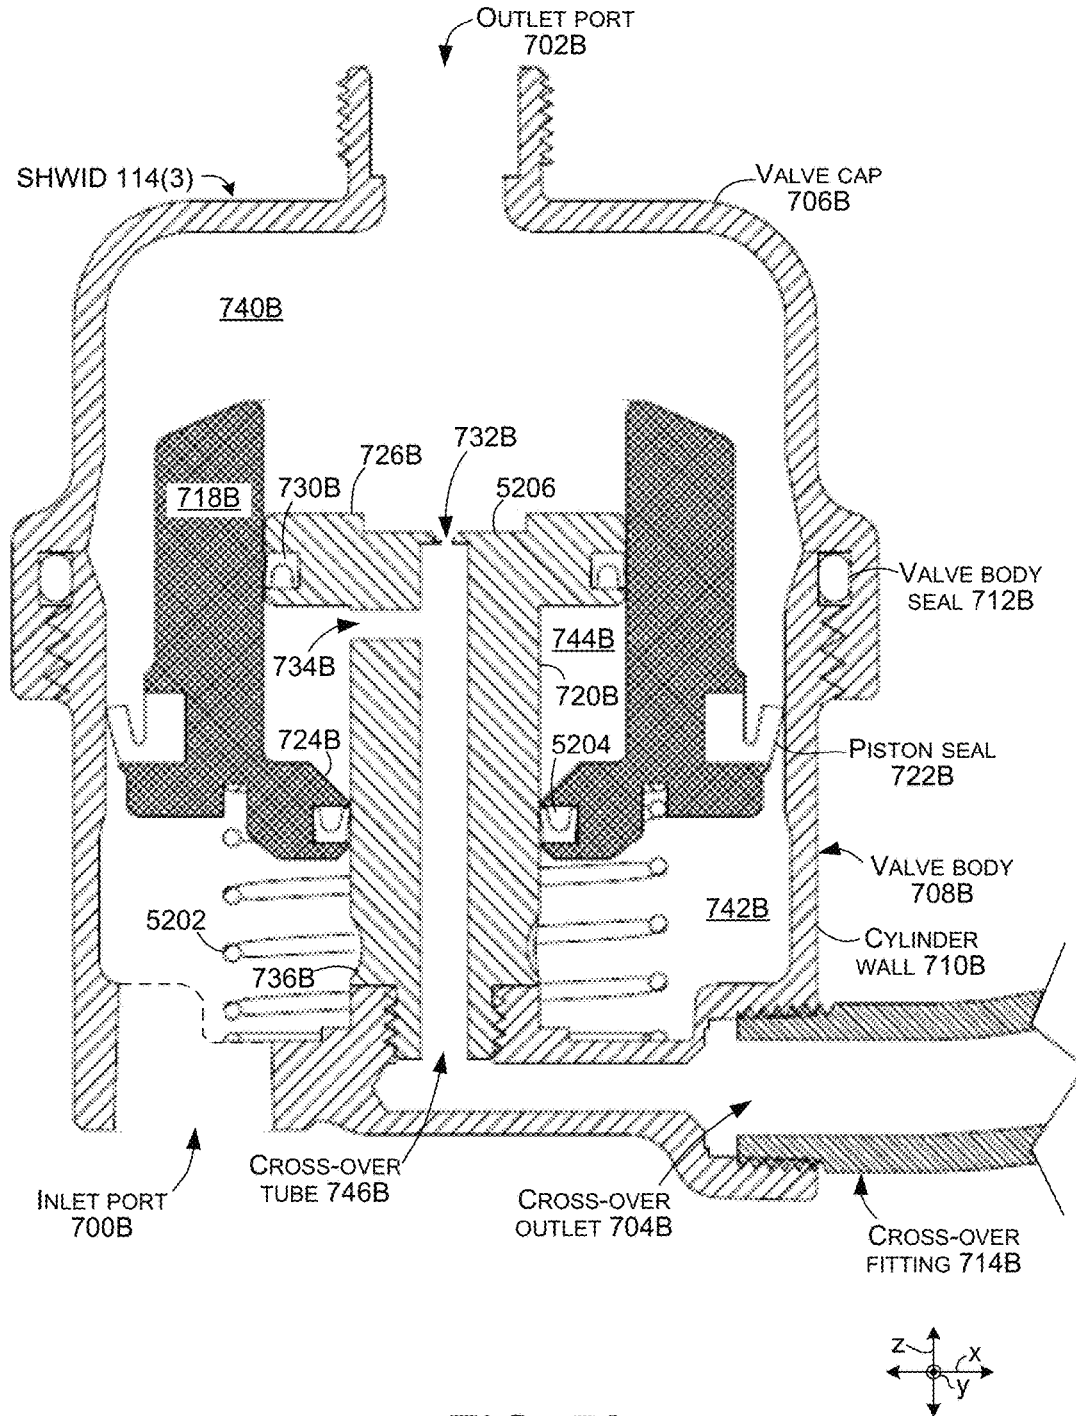 OUTLET PORT
702B
SHWID 114(3)
VALVE CAP
706B
740B
732B
726B
730B
5206
718B
VALVE BODY
SEAL 712B
744B
734B
720B
724B
5204
PISTON SEAL
722B
VALVE BODY
708B
742B
5202
CYLINDER
WALL 710B
736B
CROSS-OVER
TUBE 746B
INLET PORT
700B
CROSS-OVER
OUTLET 704B
CROSS-OVER
FITTING 714B
z
x
y